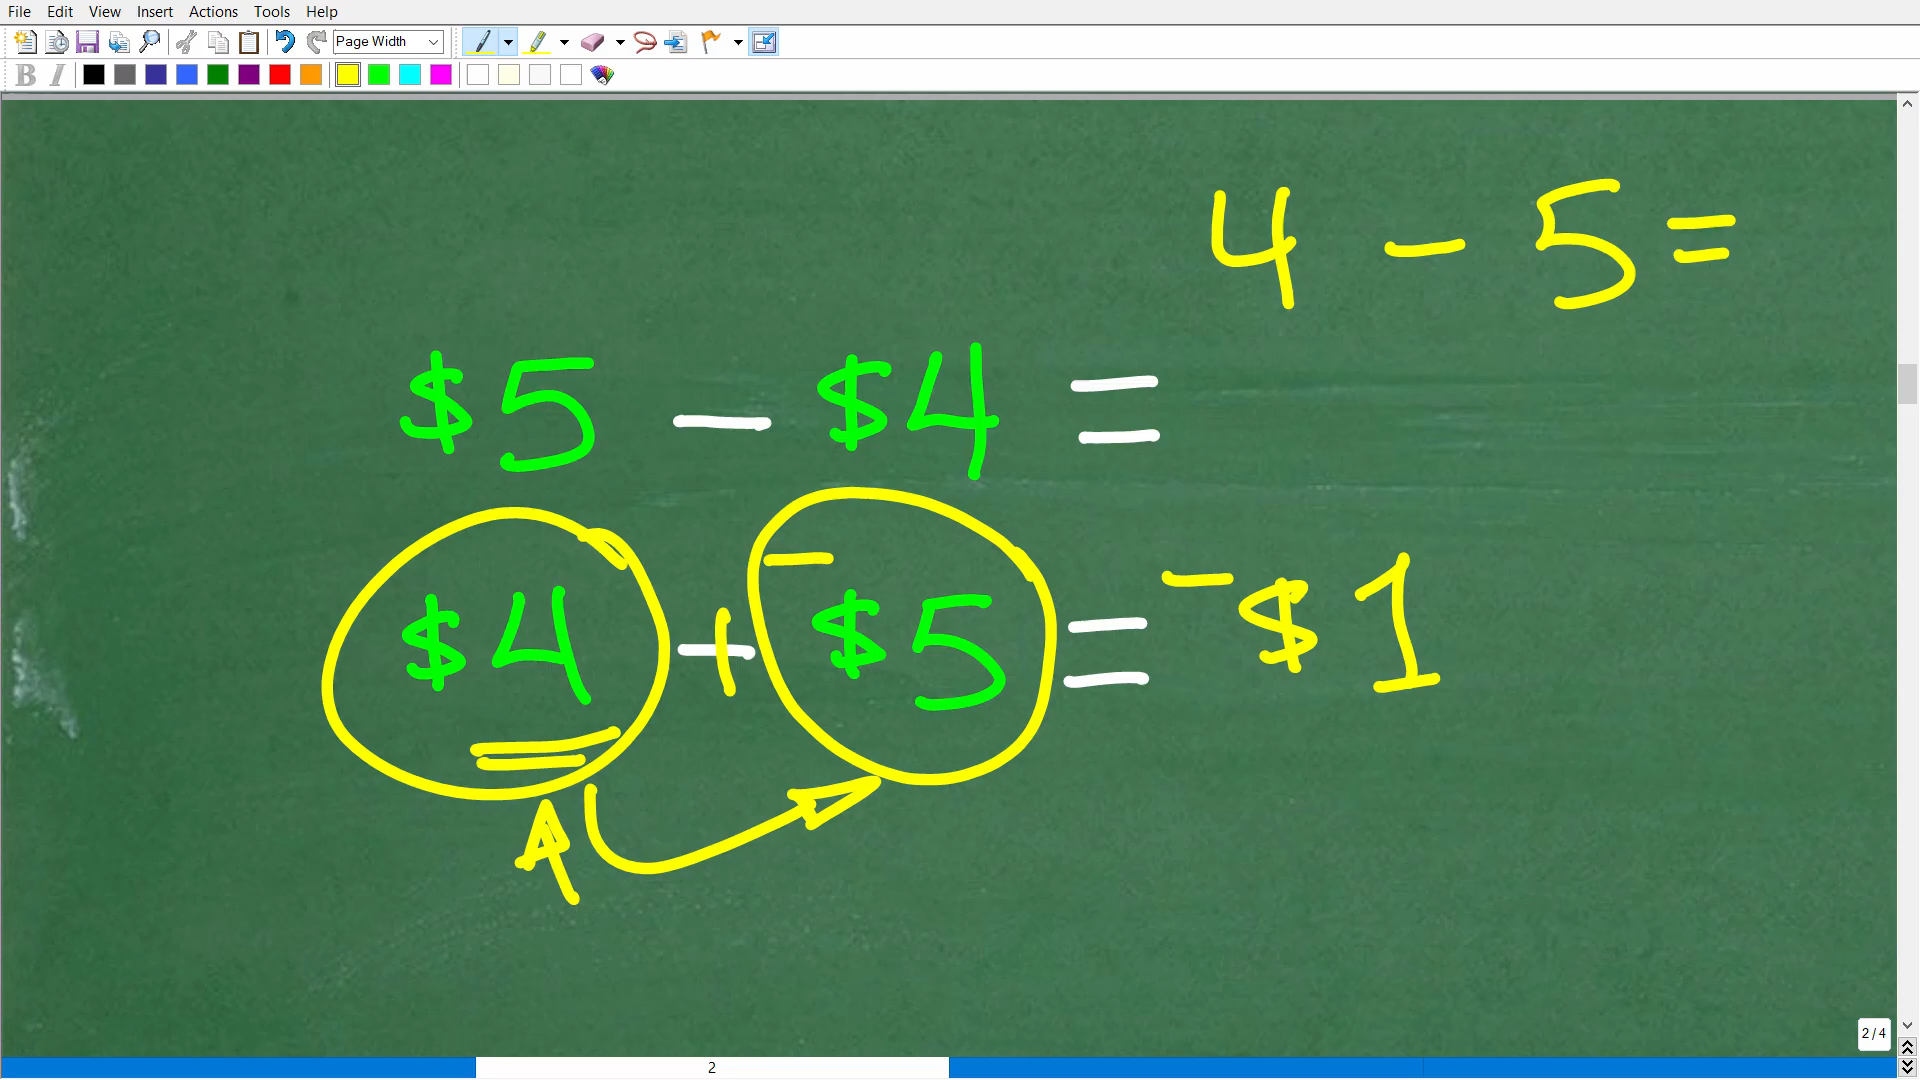 File Edit View Insert Actions Tools Help
Page Width
B I
4 - 5 =
$5 - $4 =
$4 + -$5 = -$1
2 / 4
2